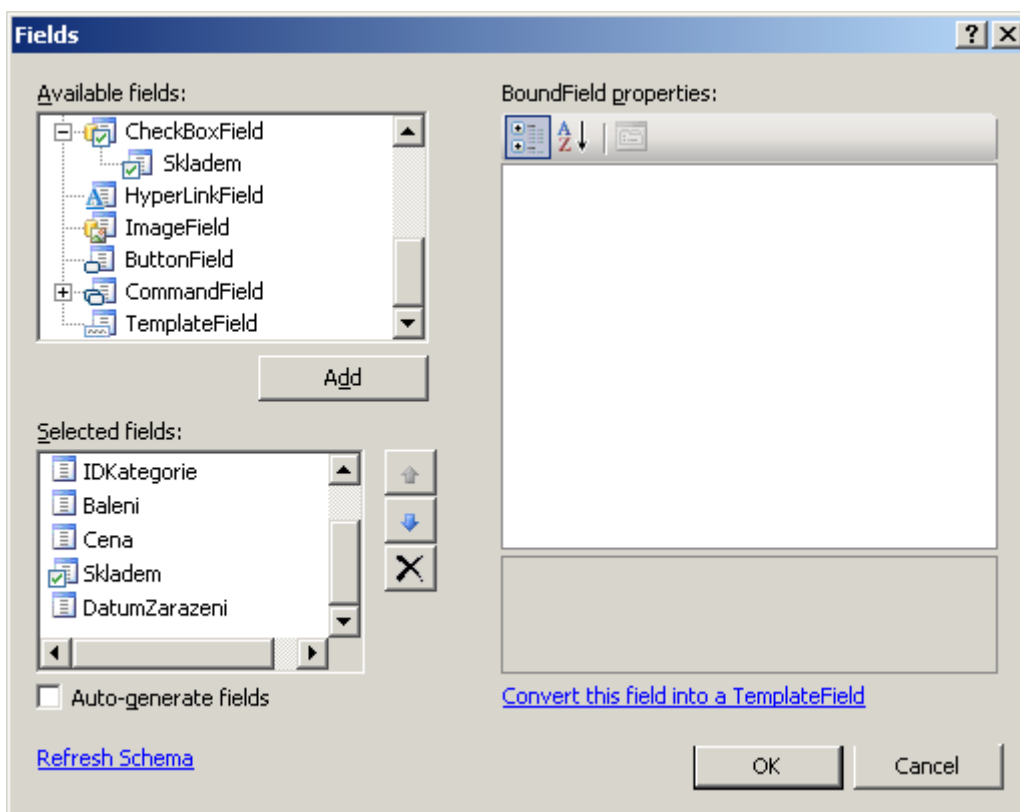 Fields
Available fields:
CheckBoxField
Skladem
HyperLinkField
ImageField
ButtonField
CommandField
TemplateField
Add
Selected fields:
IDKategorie
Baleni
Cena
Skladem
DatumZarazeni
Auto-generate fields
Refresh Schema
BoundField properties:
Convert this field into a TemplateField
OK
Cancel